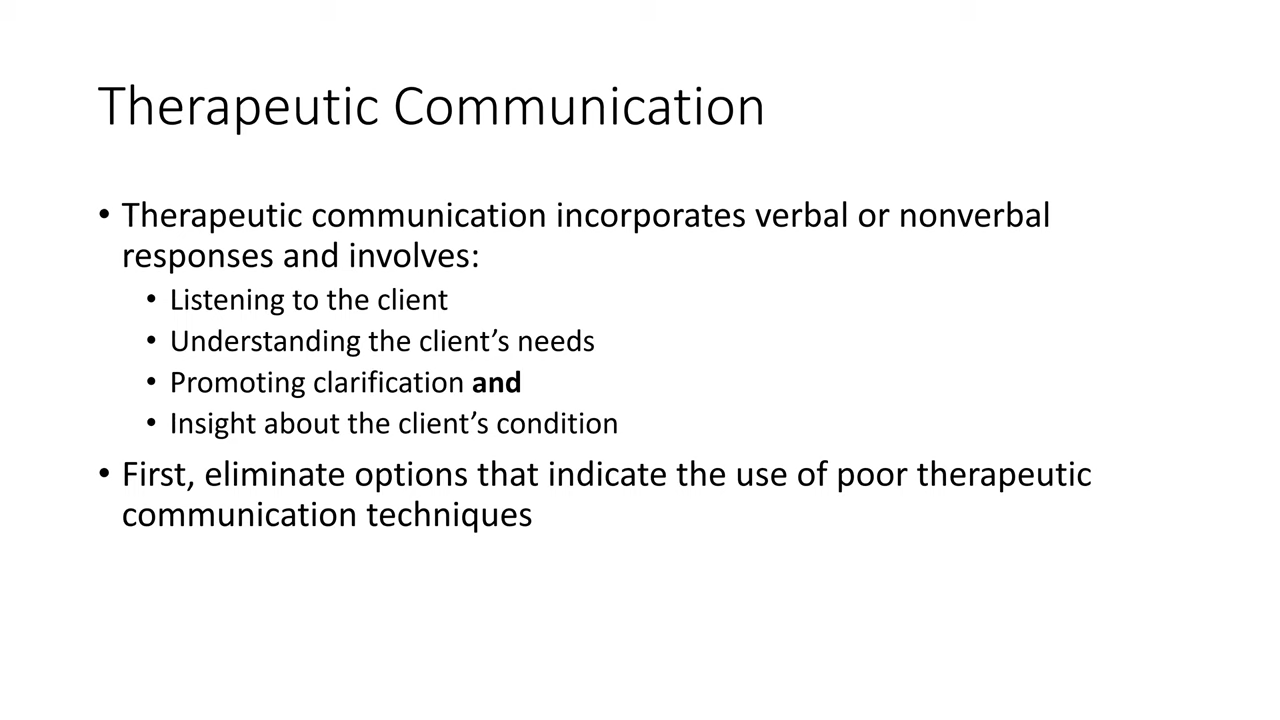 Therapeutic Communication
• Therapeutic communication incorporates verbal or nonverbal
responses and involves:
• Listening to the client
• Understanding the client’s needs
• Promoting clarification and
• Insight about the client’s condition
• First, eliminate options that indicate the use of poor therapeutic
communication techniques